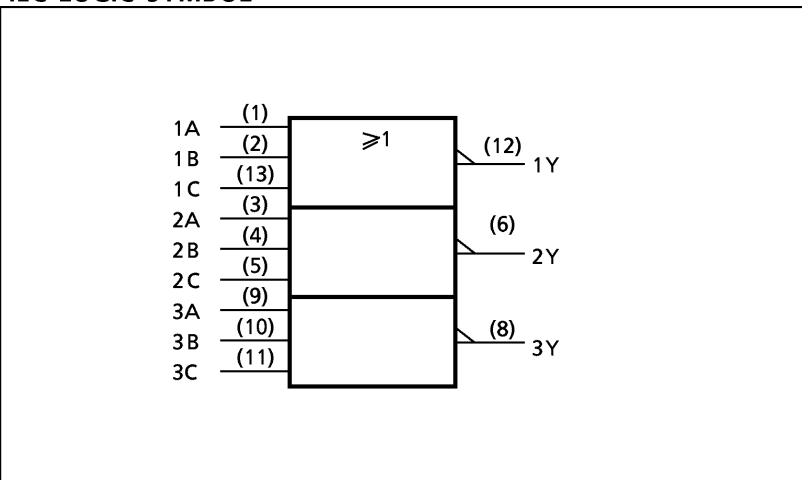 IEC LOGIC SYMBOL
1A (1)
≥1
1B (2)
(12) 1Y
1C (13)
2A (3)
2B (4)
(6) 2Y
2C (5)
3A (9)
3B (10)
(8) 3Y
3C (11)